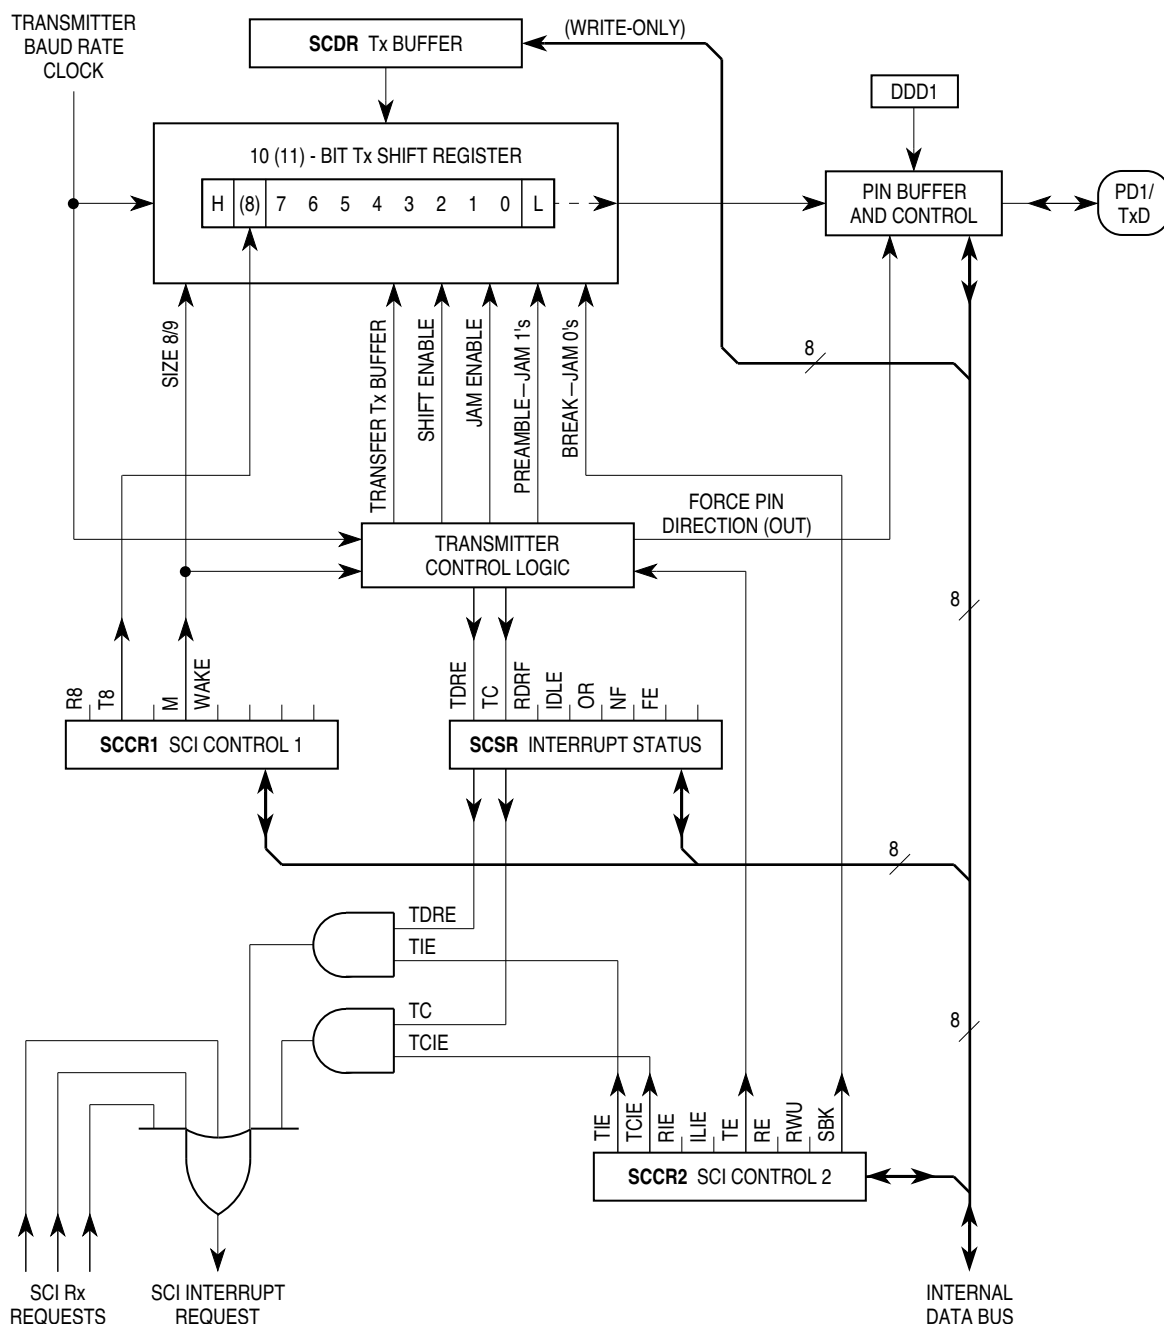 TRANSMITTER
BAUD RATE
CLOCK
SCDR Tx BUFFER
(WRITE-ONLY)
DDD1
10 (11) - BIT Tx SHIFT REGISTER
H (8) 7 6 5 4 3 2 1 0 L
PIN BUFFER
AND CONTROL
PD1/
TxD
SIZE 8/9
TRANSFER Tx BUFFER
SHIFT ENABLE
JAM ENABLE
PREAMBLE—JAM 1's
BREAK—JAM 0's
8
FORCE PIN
DIRECTION (OUT)
TRANSMITTER
CONTROL LOGIC
8
R8
T8
M
WAKE
TDRE
TC
RDRF
IDLE
OR
NF
FE
SCCR1 SCI CONTROL 1
SCSR INTERRUPT STATUS
8
TDRE
TIE
TC
TCIE
8
TIE
TCIE
RIE
ILIE
TE
RE
RWU
SBK
SCCR2 SCI CONTROL 2
SCI Rx
REQUESTS
SCI INTERRUPT
REQUEST
INTERNAL
DATA BUS